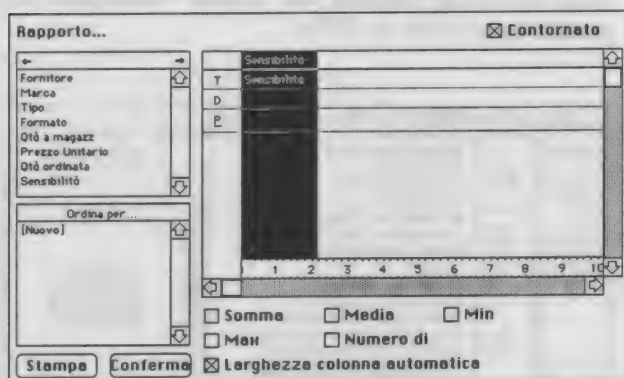 Rapporto...
Contornato
Fornitore
Marca
Tipo
Formato
Qtà a magazz
Prezzo Unitario
Qtà ordinata
Sensibilità
Ordina per...
(Nuovo)
Stampa
Conferma
Sensibilità
T Sensibilità
D
P
1 2 3 4 5 6 7 8 9 10
Somma Media Min
Max Numero di
Larghezza colonna automatica